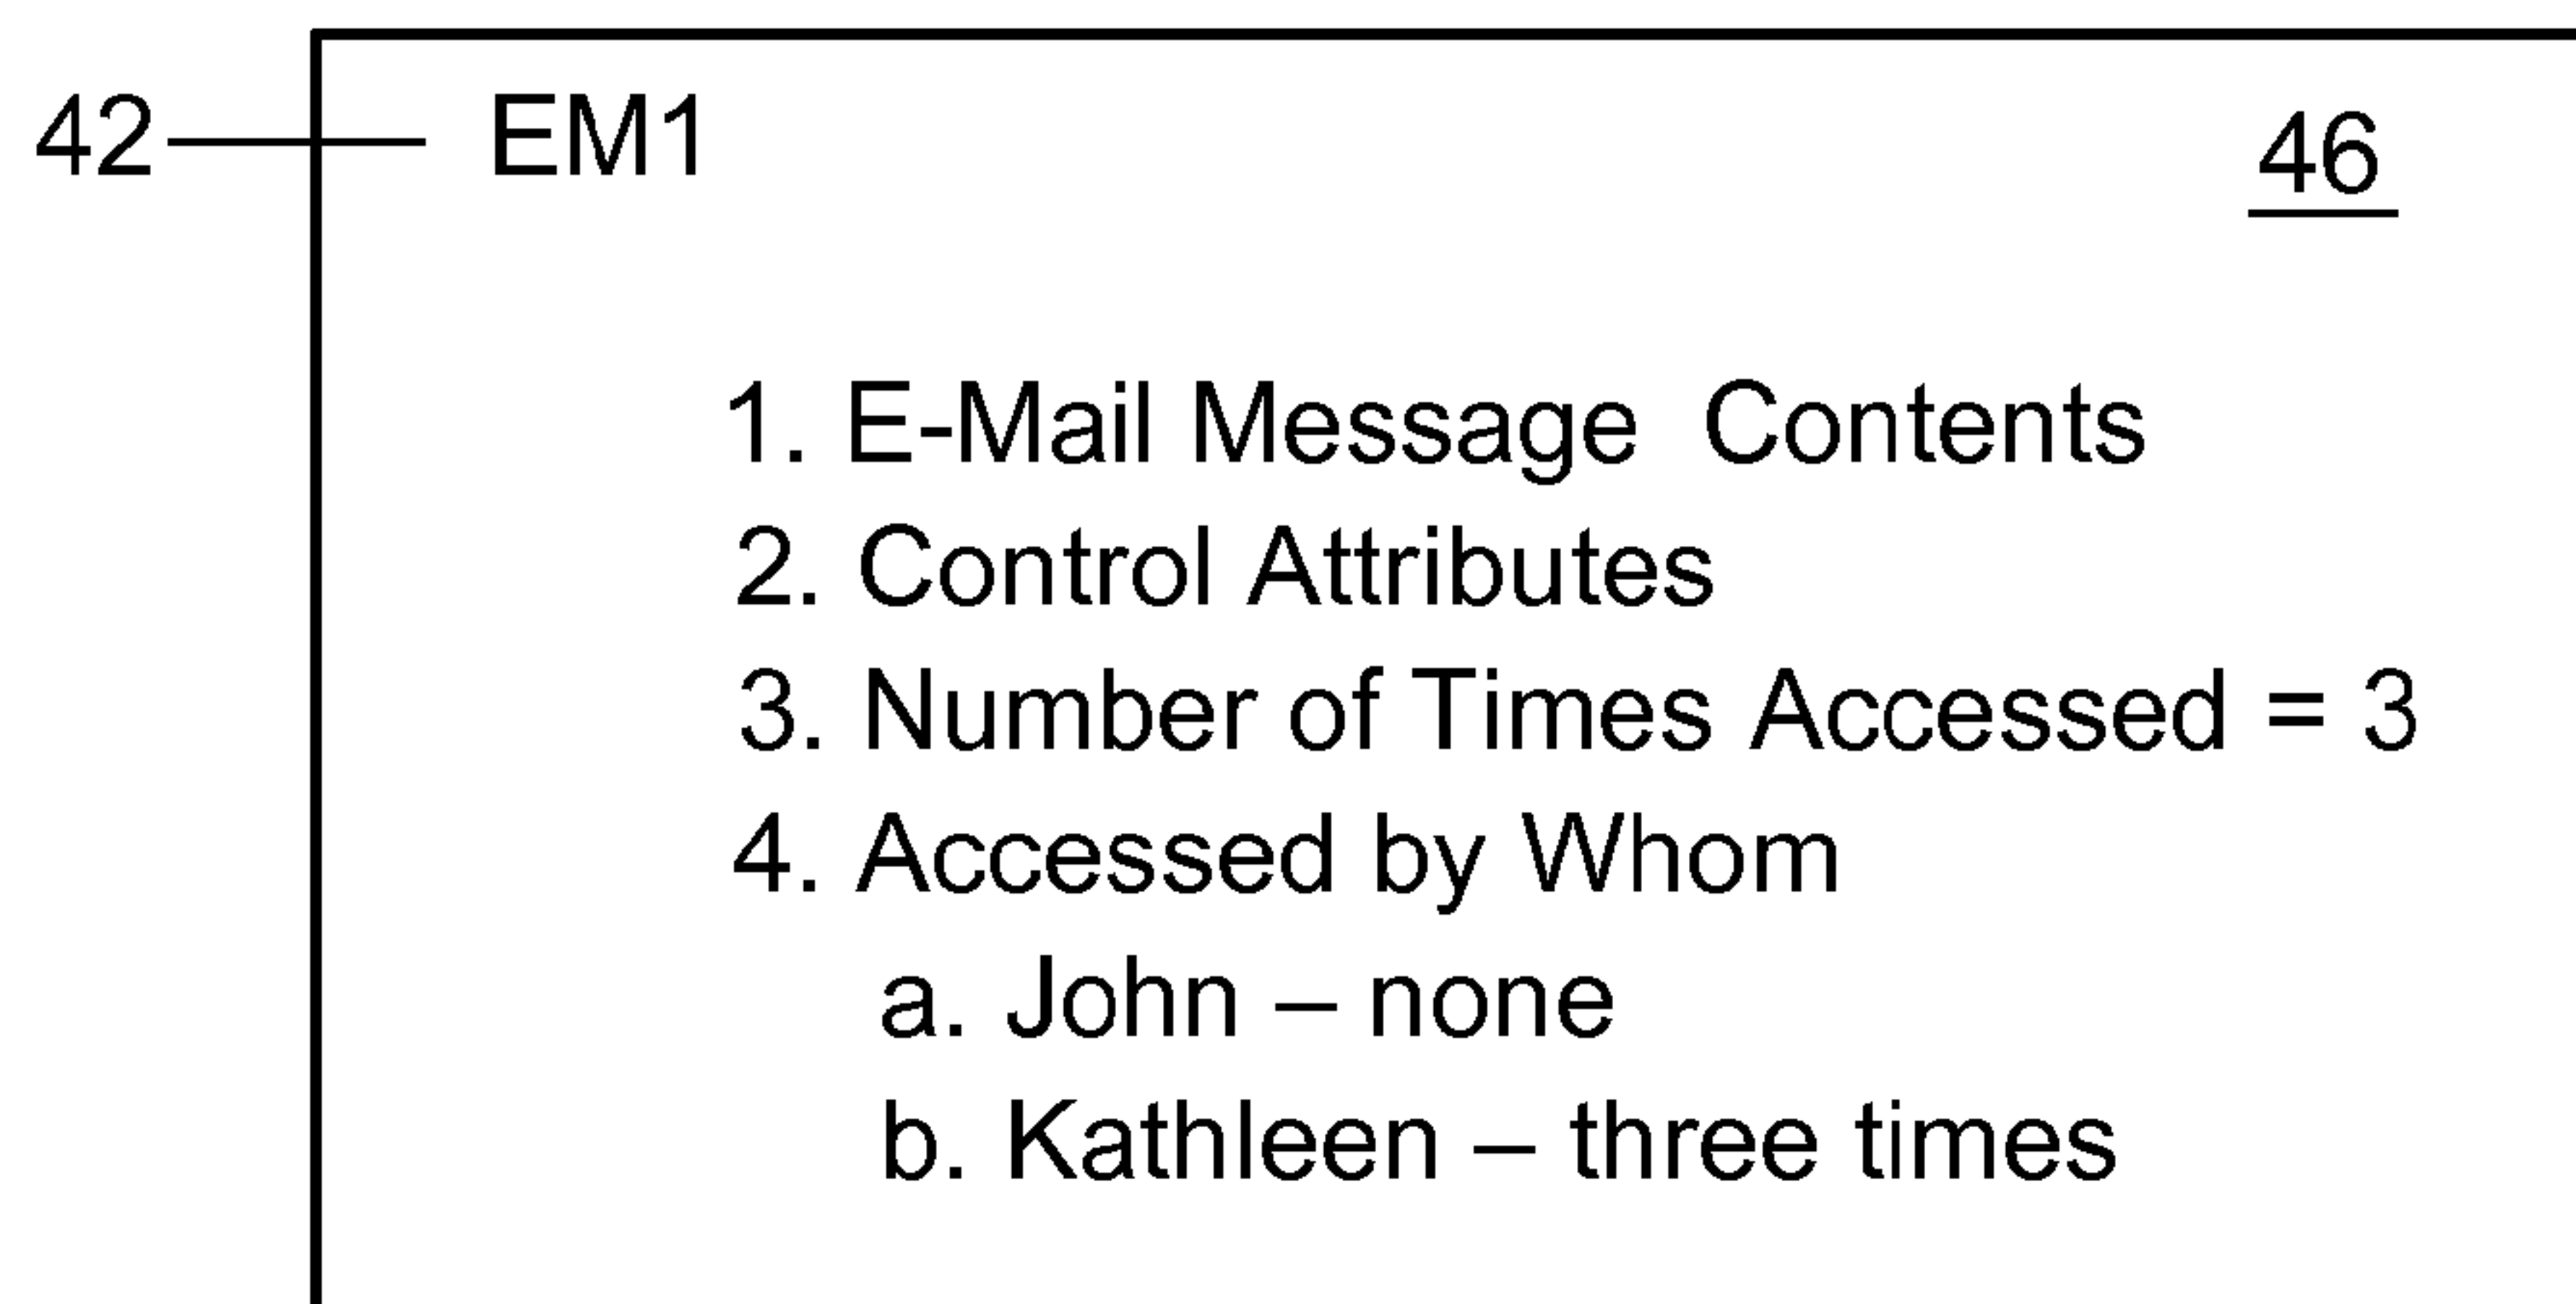 42 EM1 46
1. E-Mail Message Contents
2. Control Attributes
3. Number of Times Accessed = 3
4. Accessed by Whom
a. John – none
b. Kathleen – three times